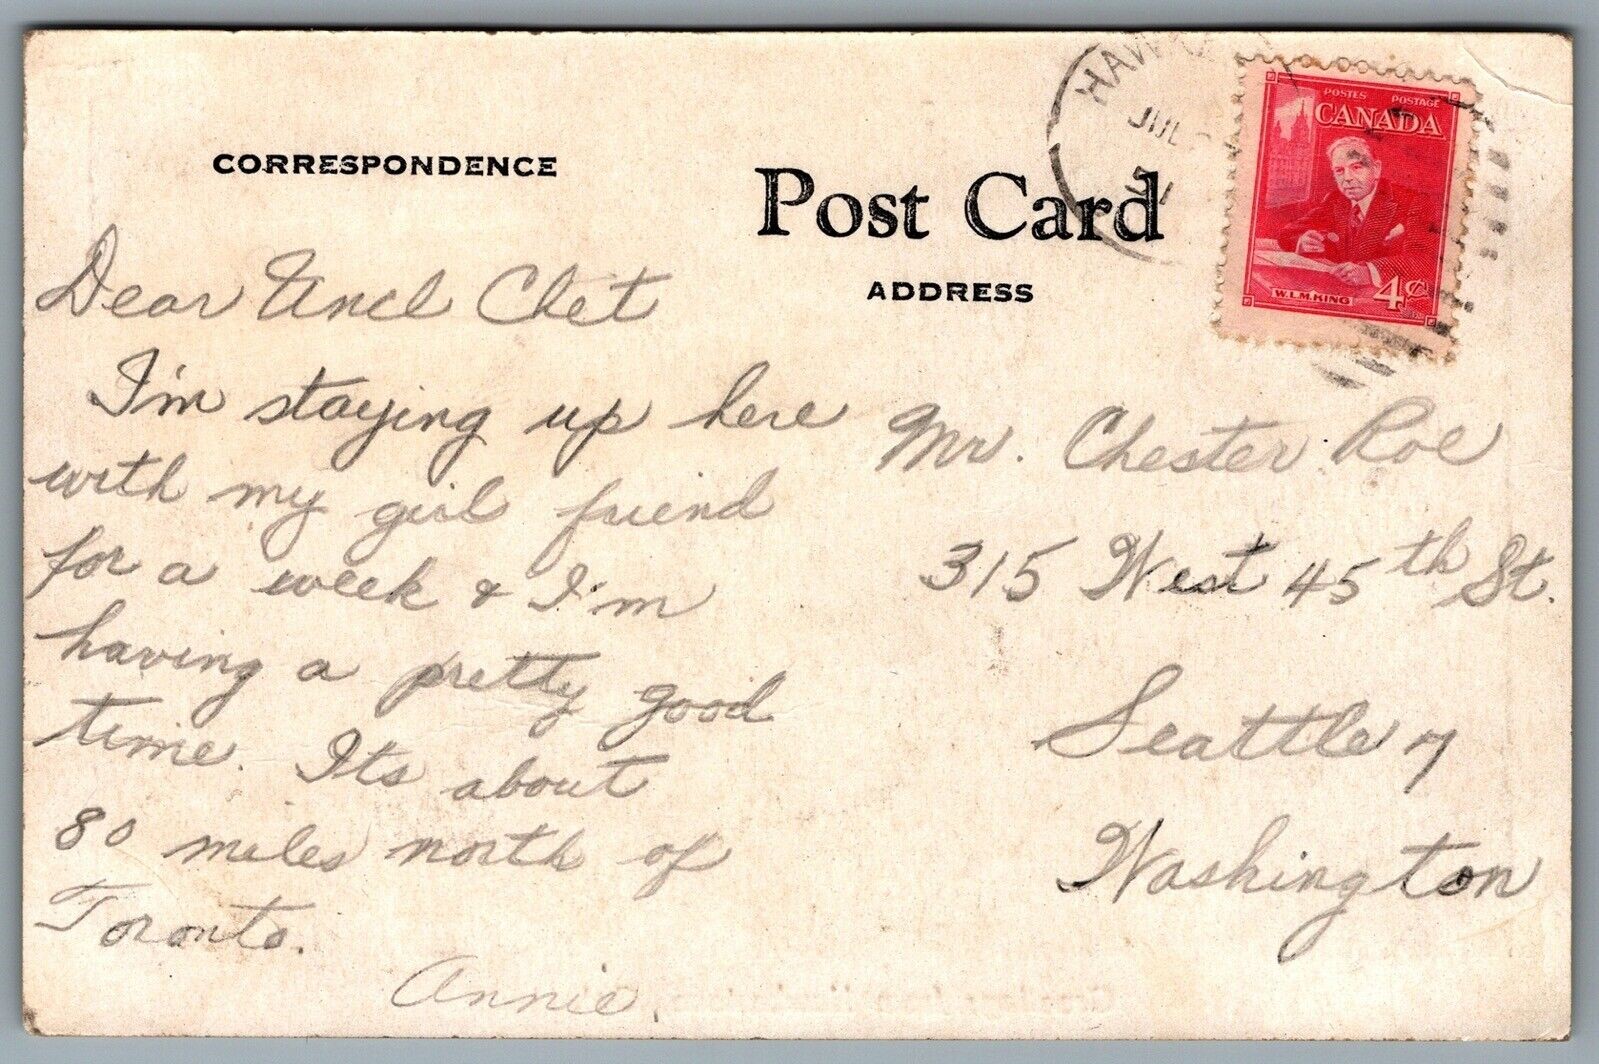 CORRESPONDENCE
Dear Uncl Chet
I'm staying up here
with my girl friend
for a week & I'm
having a pretty good
time. Its about
80 miles north of
Toronto.
Annie.
Post Card
ADDRESS
JUL
51
POSTES POSTAGE
CANADA
W.L.M.KING 4¢
Mr. Chester Roe
315 West 45th St.
Seattle 7
Washington